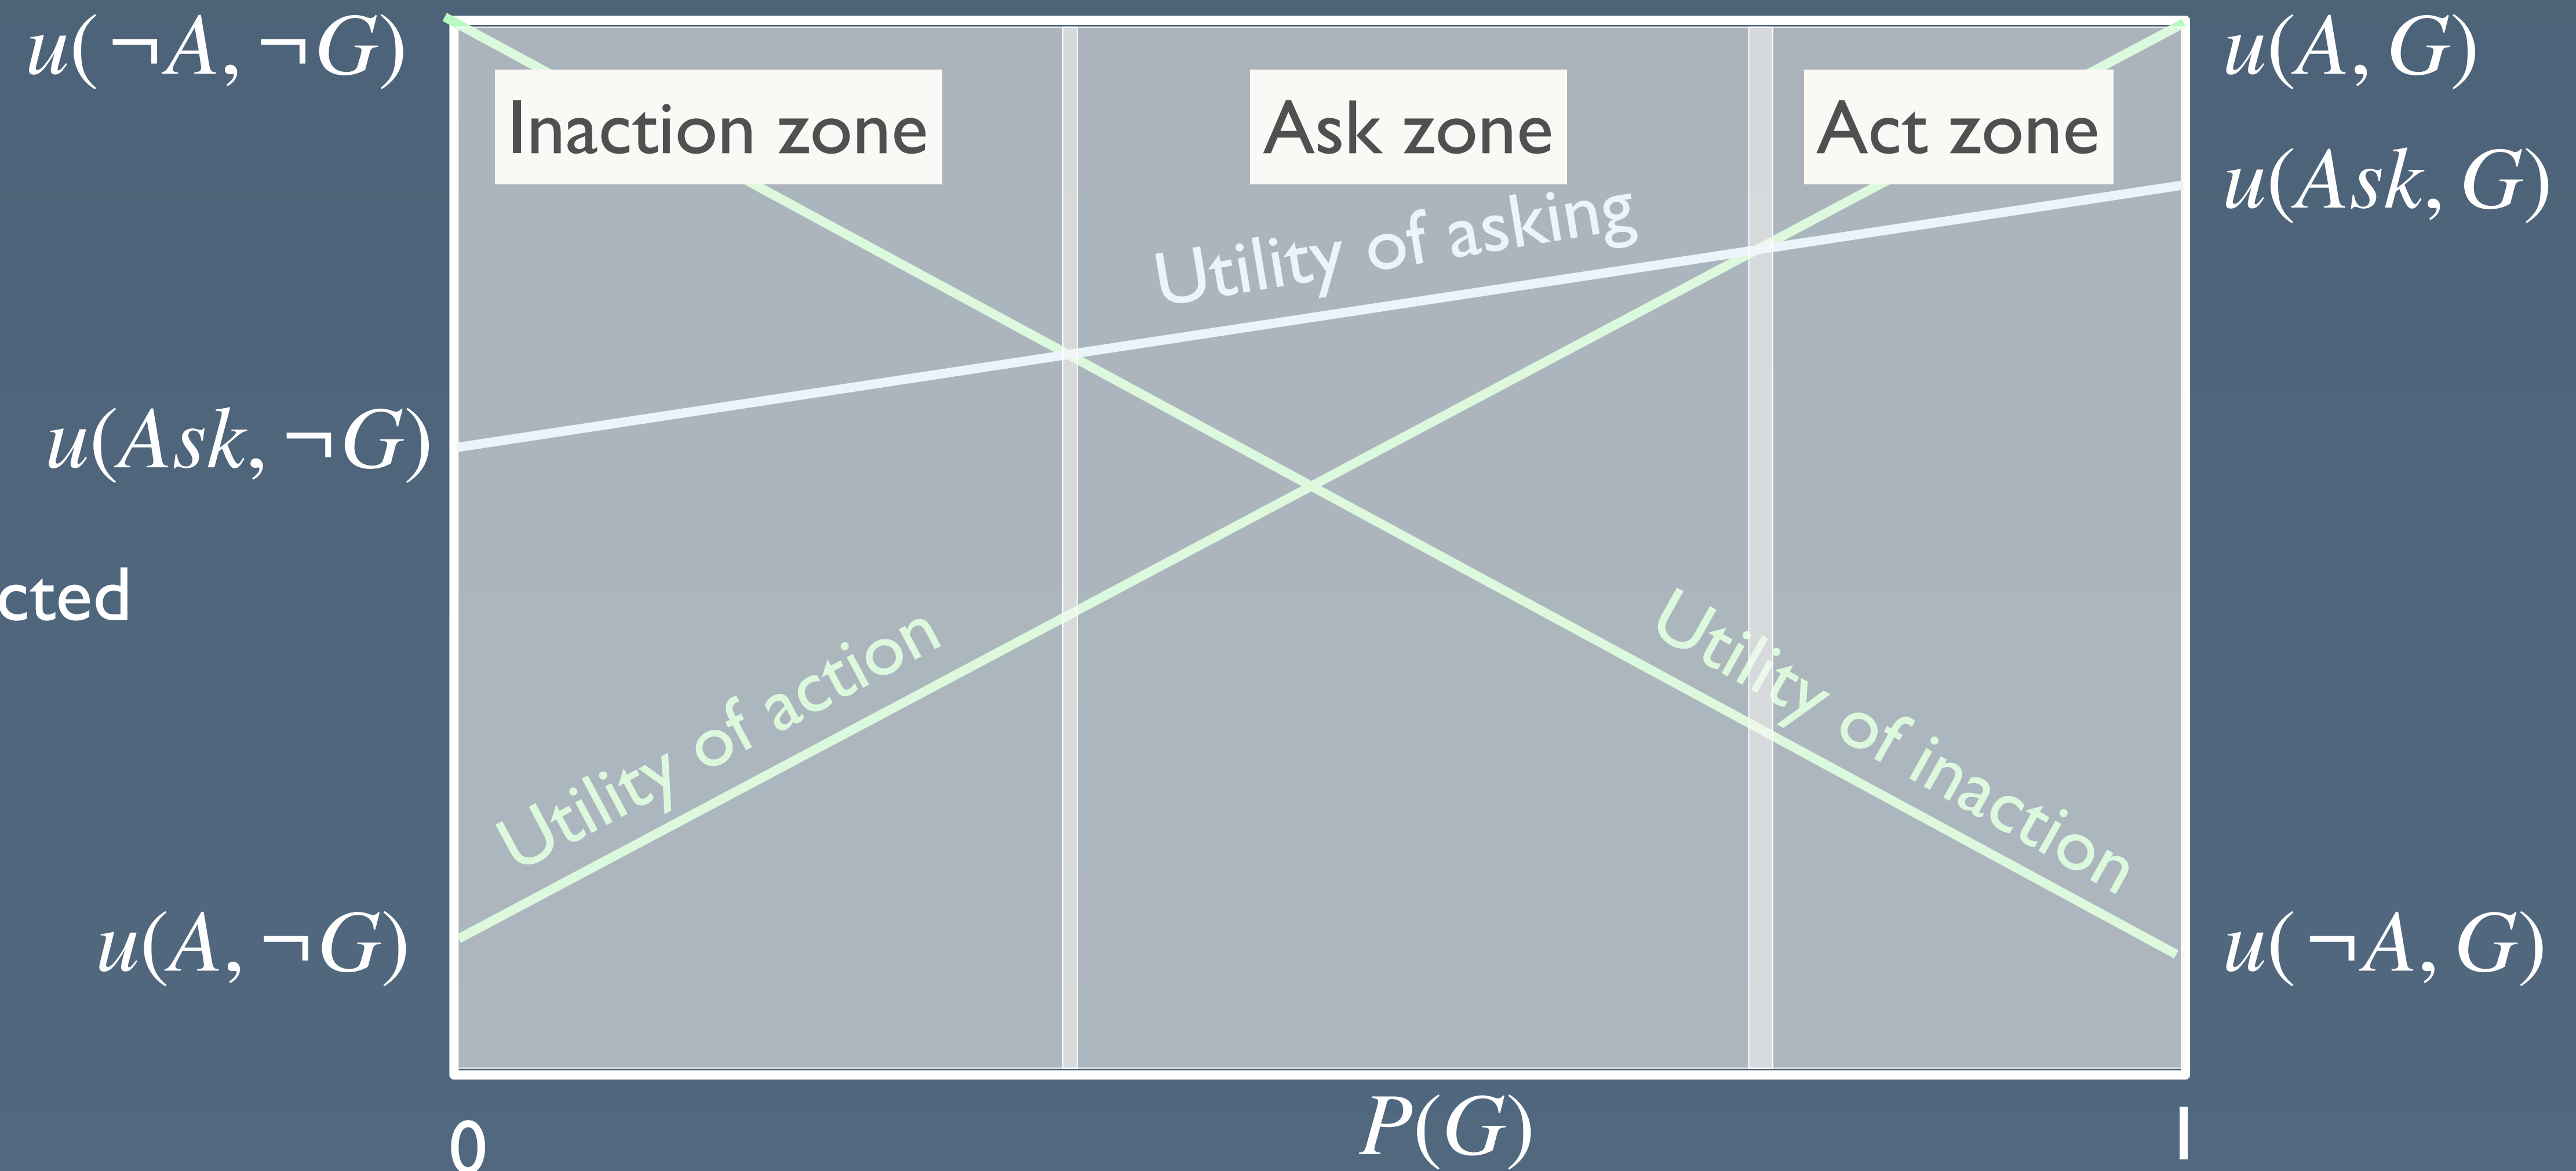 u(¬A, ¬G)
u(A, G)
Inaction zone
Ask zone
Act zone
u(Ask, G)
Utility of asking
u(Ask, ¬G)
cted
Utility of action
Utility of inaction
u(A, ¬G)
u(¬A, G)
0
P(G)
1